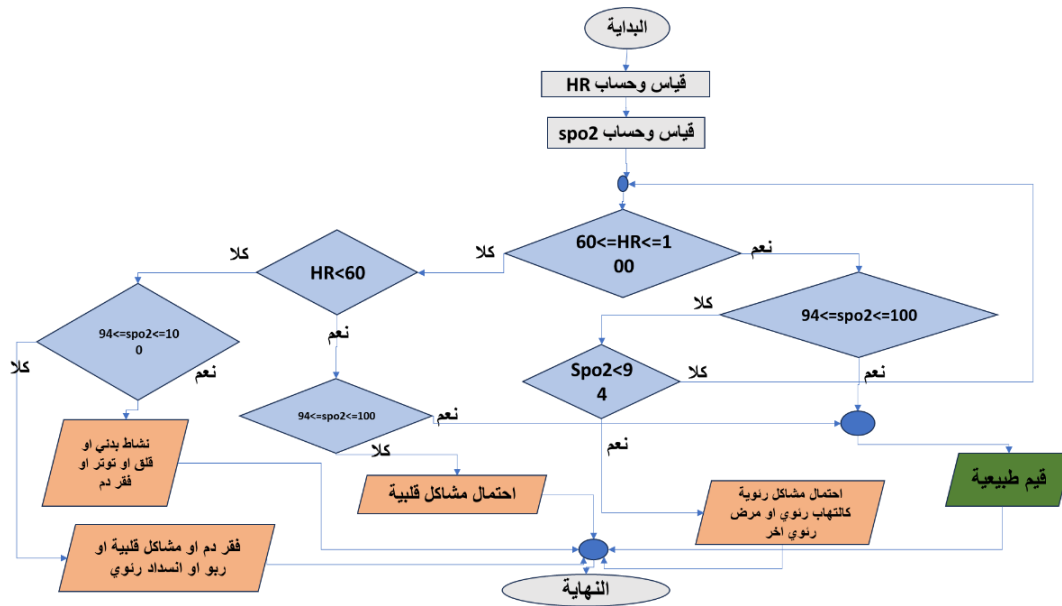 البداية
قياس وحساب HR
قياس وحساب spo2
60<=HR<=1
00
نعم
كلا
HR<60
كلا
نعم
94<=spo2<=100
كلا
نعم
94<=spo2<=10
0
نعم
كلا
Spo2<9
4
كلا
نعم
94<=spo2<=100
نعم
كلا
نشاط بدني او
قلق او توتر او
فقر دم
احتمال مشاكل قلبية
احتمال مشاكل رئوية
كالتهاب رئوي او مرض
رئوي اخر
قيم طبيعية
فقر دم او مشاكل قلبية او
ربو او انسداد رئوي
النهاية